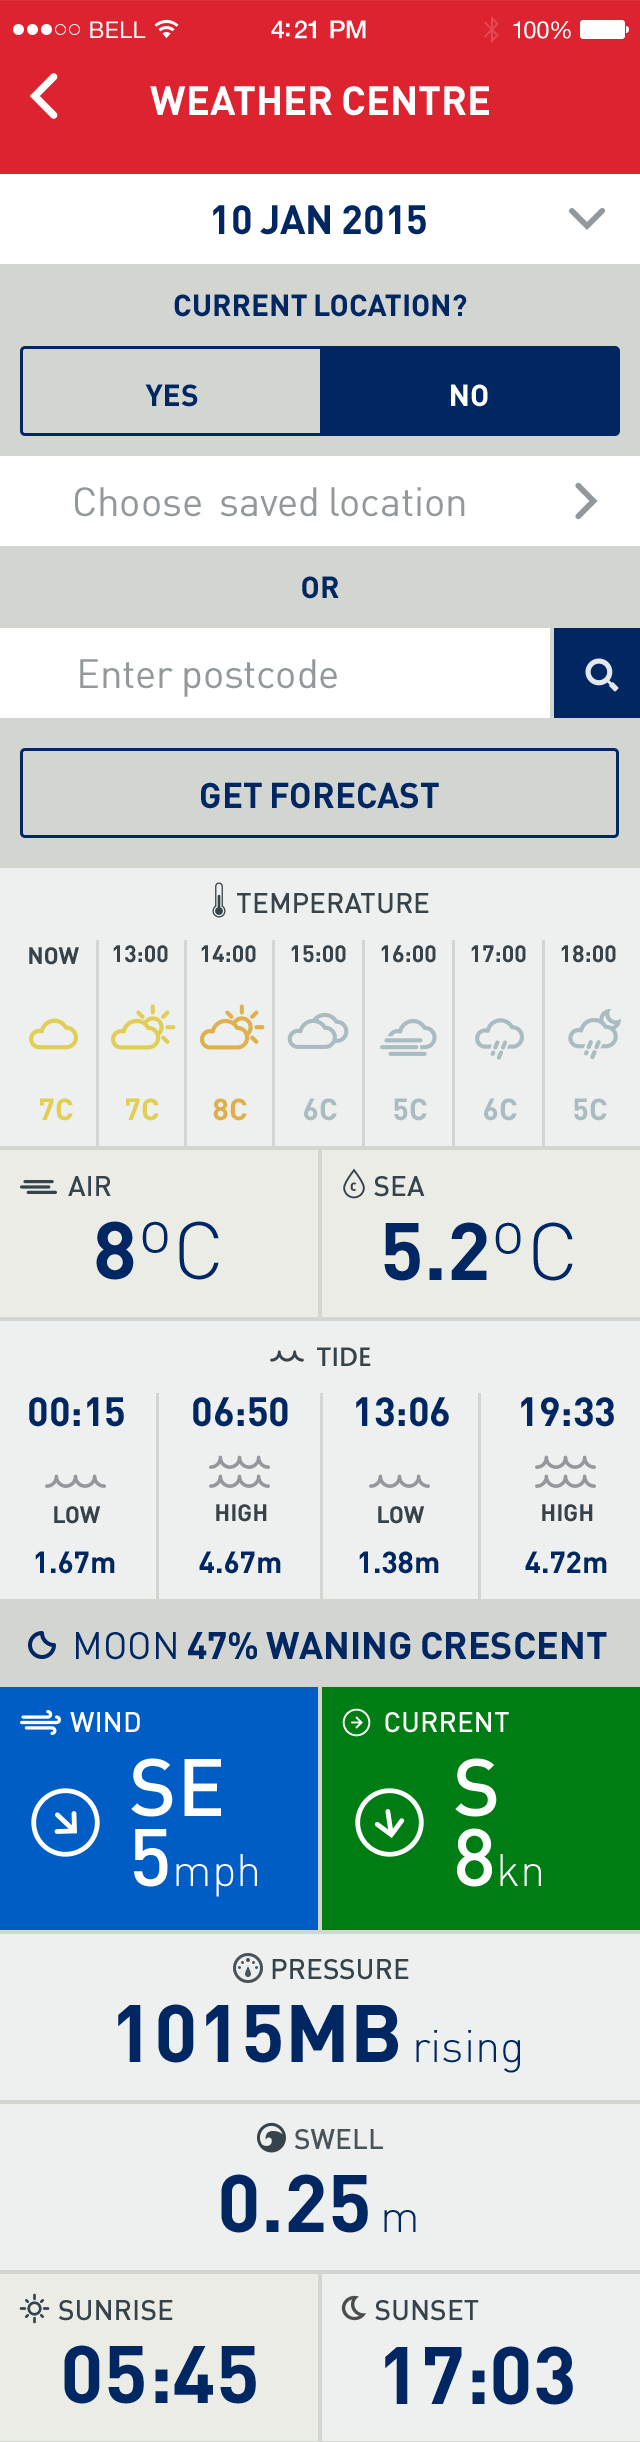 BELL 4:21 PM 100%
WEATHER CENTRE
10 JAN 2015
CURRENT LOCATION?
YES NO
Choose saved location
OR
Enter postcode
GET FORECAST
TEMPERATURE
NOW 13:00 14:00 15:00 16:00 17:00 18:00
7C 7C 8C 6C 5C 6C 5C
AIR C SEA
8°C 5.2°C
TIDE
00:15 06:50 13:06 19:33
LOW HIGH LOW HIGH
1.67m 4.67m 1.38m 4.72m
MOON 47% WANING CRESCENT
WIND CURRENT
SE S
5mph 8kn
PRESSURE
1015MB rising
SWELL
0.25 m
SUNRISE SUNSET
05:45 17:03